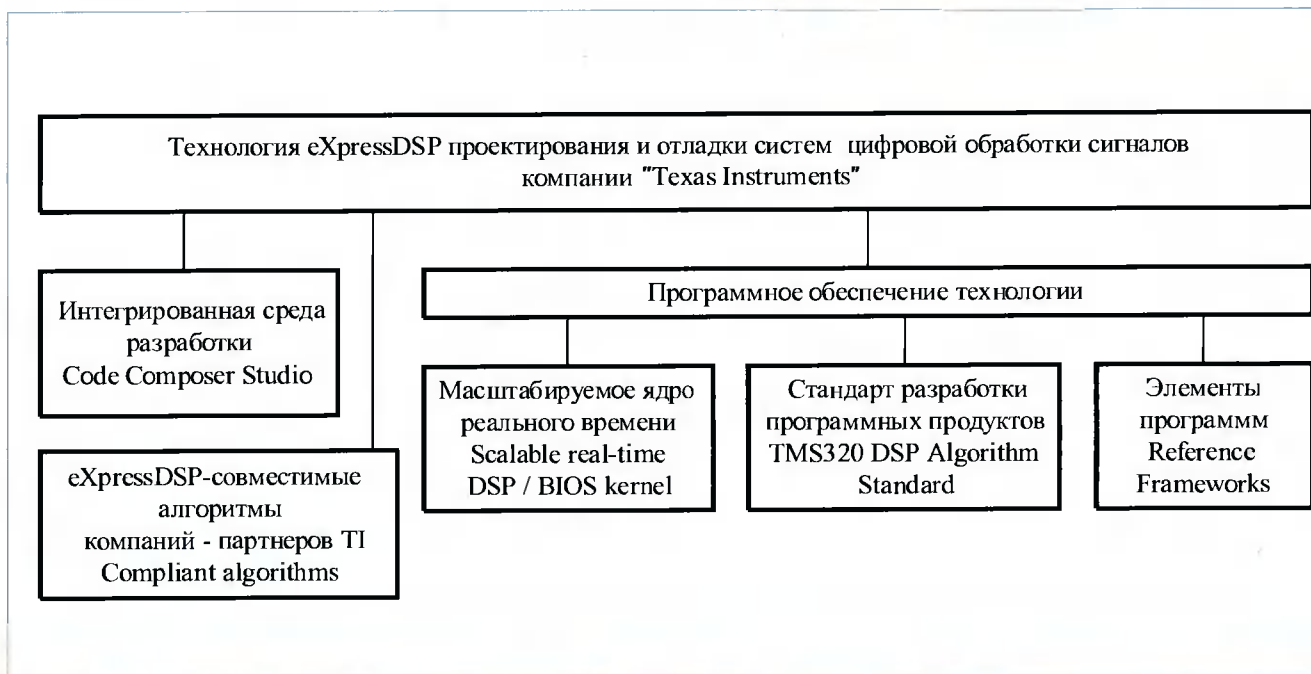 Технология eXpressDSP проектирования и отладки систем цифровой обработки сигналов
компании "Texas Instruments"
Интегрированная среда
разработки
Code Composer Studio
eXpressDSP-совместимые
алгоритмы
компаний - партнеров TI
Compliant algorithms
Программное обеспечение технологии
Масштабируемое ядро
реального времени
Scalable real-time
DSP / BIOS kernel
Стандарт разработки
программных продуктов
TMS320 DSP Algorithm
Standard
Элементы
программм
Reference
Frameworks